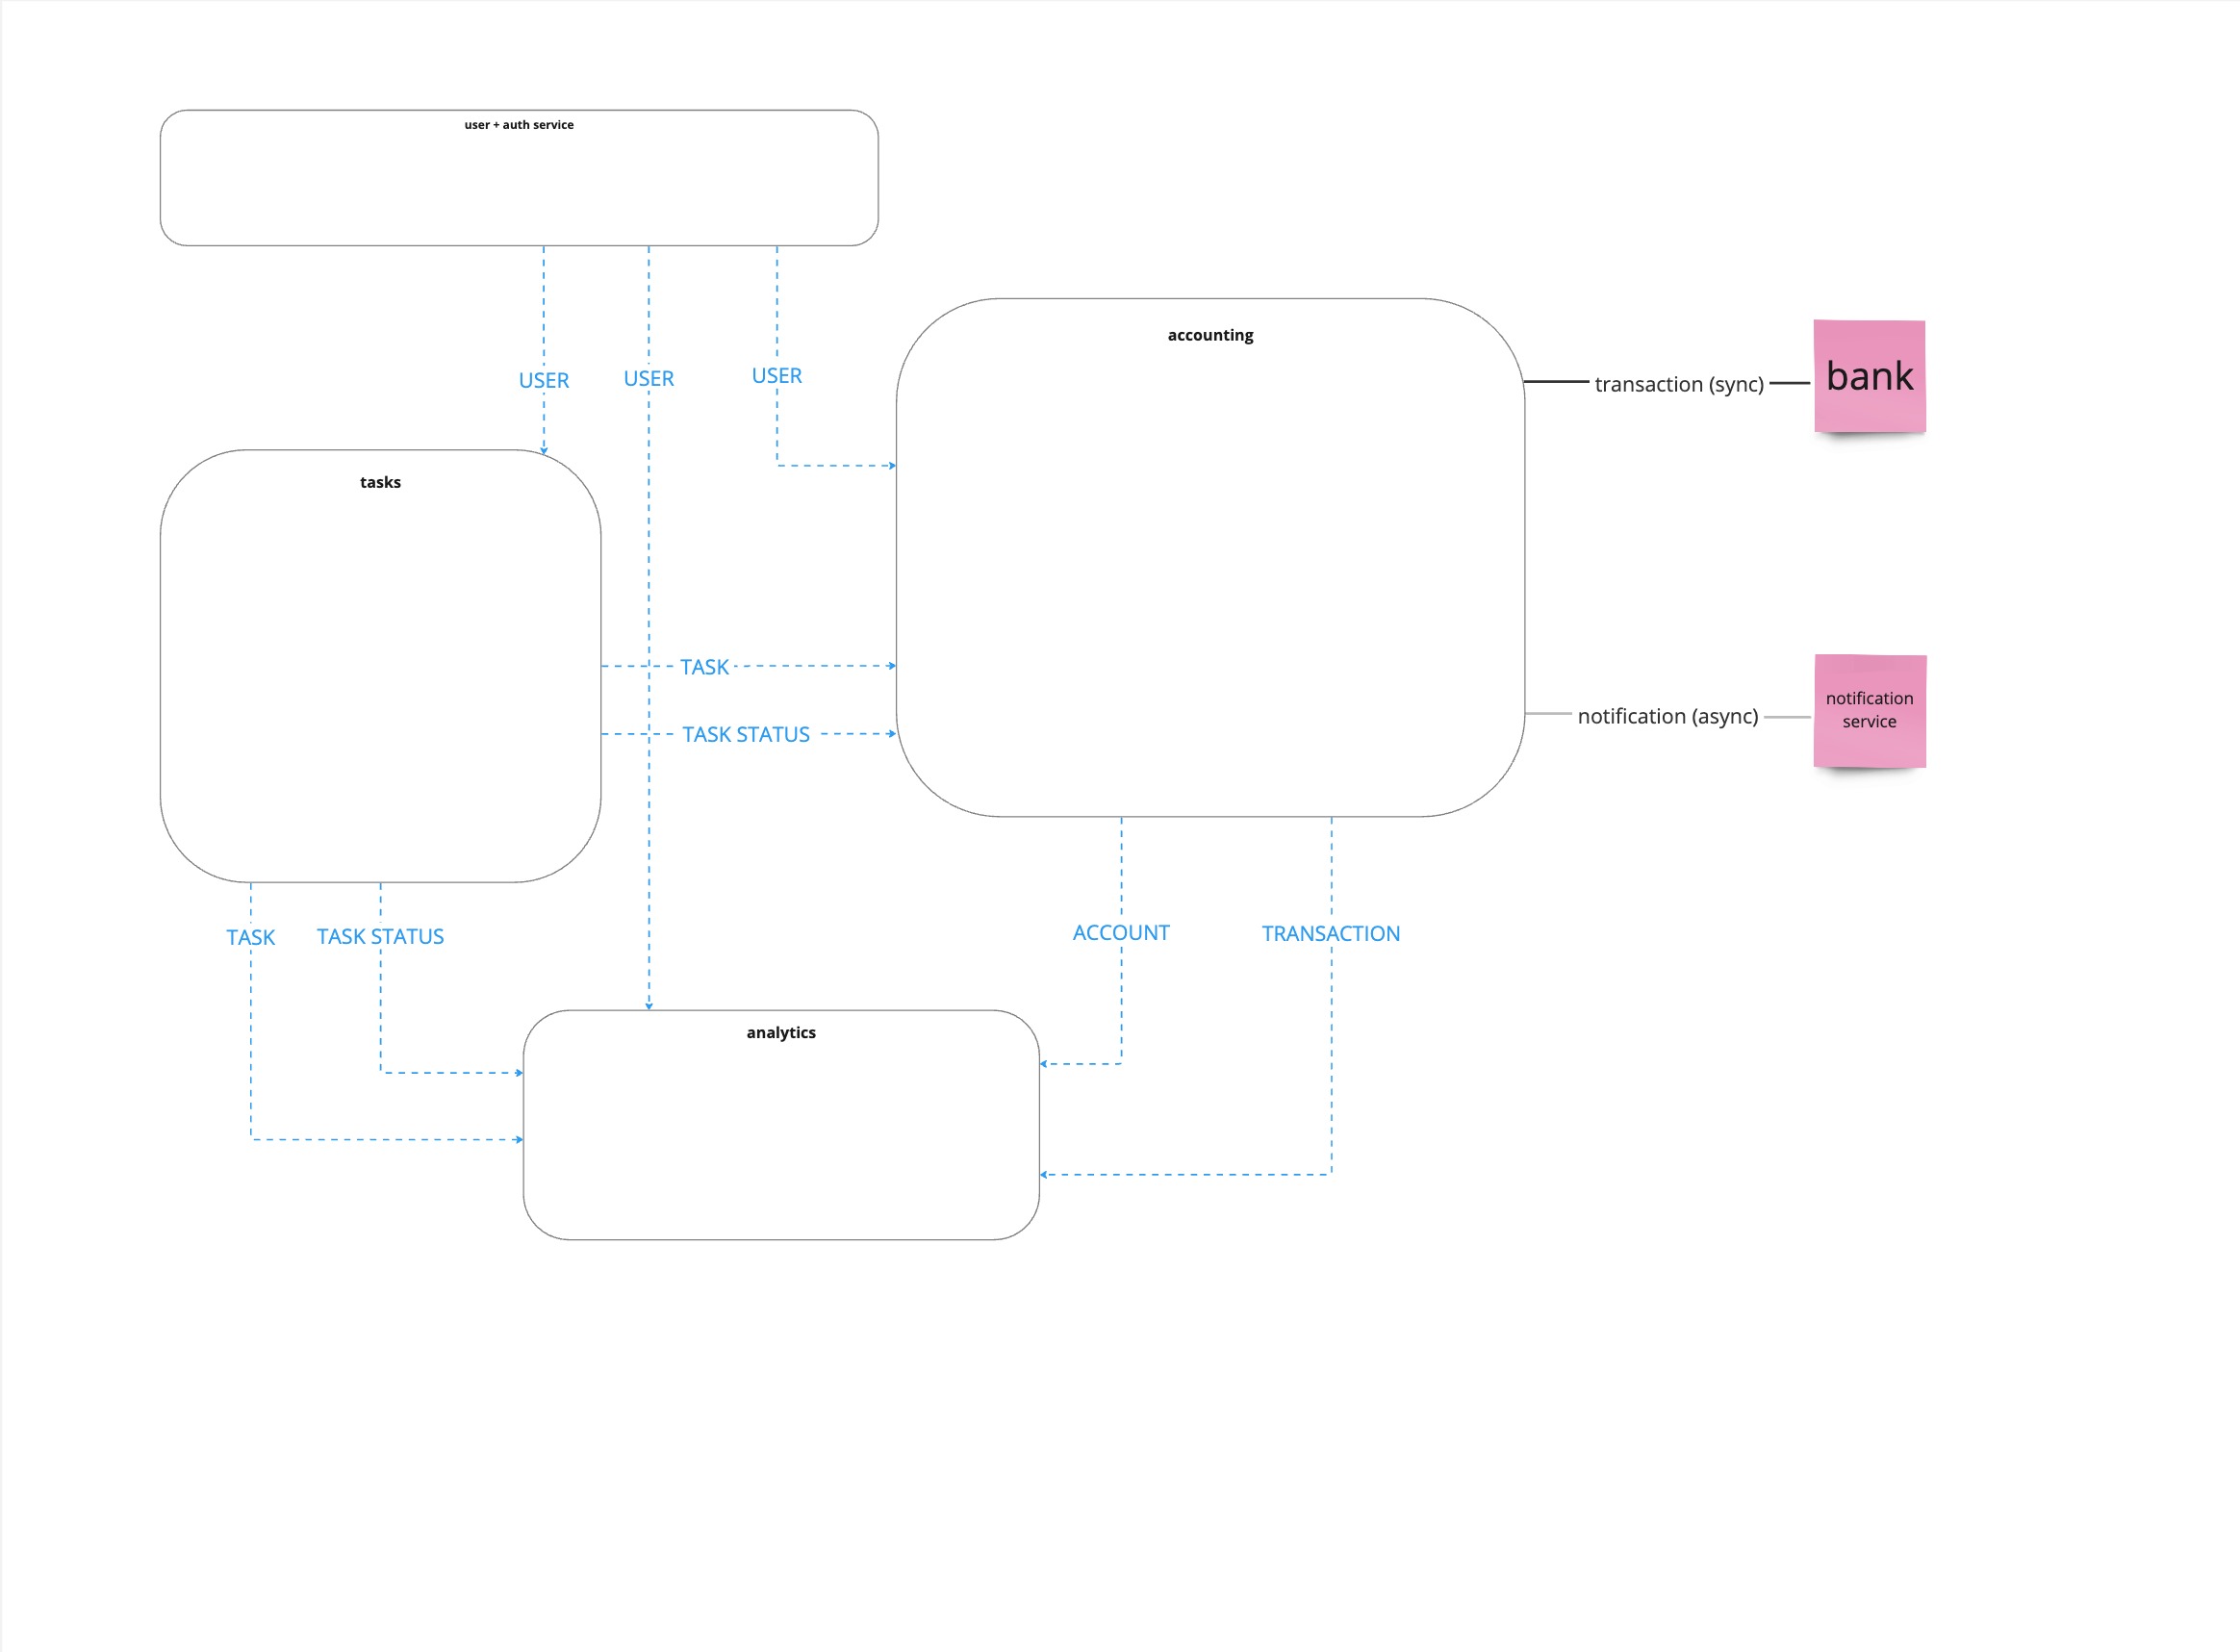 user + auth service
USER
USER
USER
accounting
transaction (sync)
bank
tasks
TASK
TASK STATUS
notification (async)
notification
service
TASK
TASK STATUS
ACCOUNT
TRANSACTION
analytics